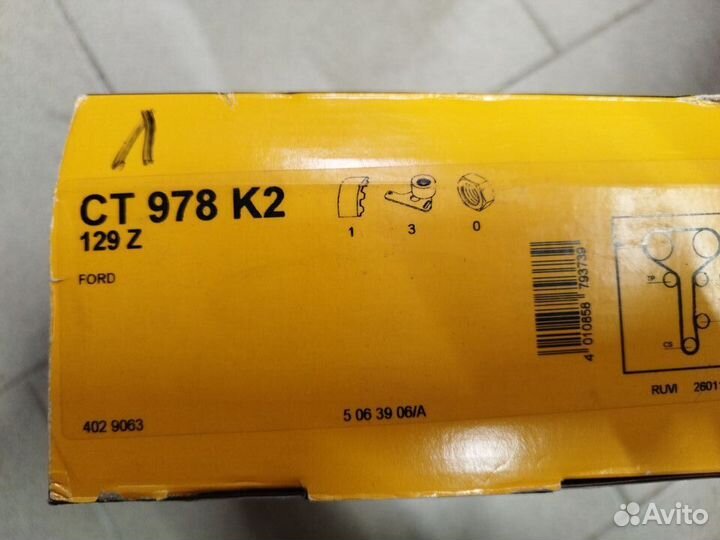 1
CT 978 K2
129 Z
FORD
1 3 0
4 010858 793739
TP
CS
RUVI
402 9063
5 06 39 06/A
Avito